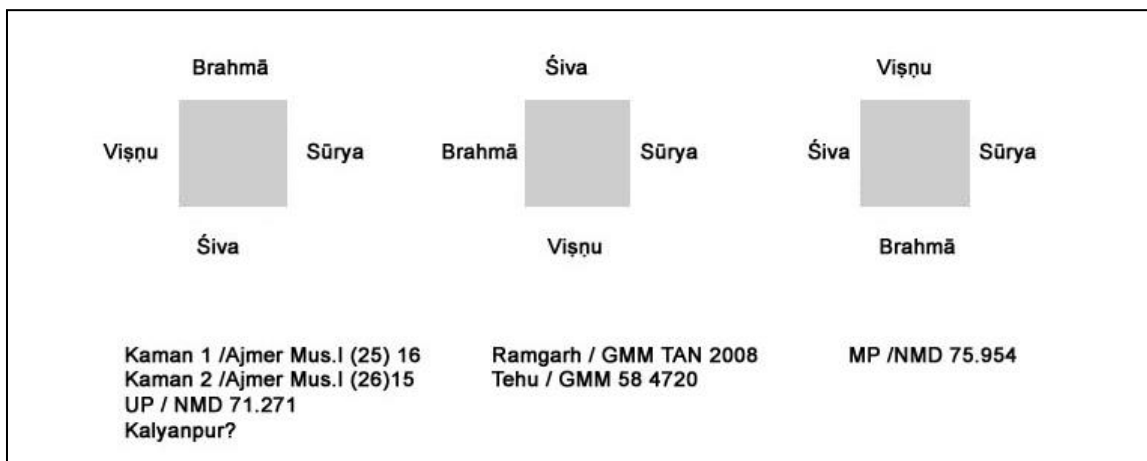 Brahmā Śiva Viṣṇu
Viṣṇu Sūrya Brahmā Sūrya Śiva Sūrya
Śiva Viṣṇu Brahmā
Kaman 1 /Ajmer Mus.I (25) 16 Ramgarh / GMM TAN 2008 MP /NMD 75.954
Kaman 2 /Ajmer Mus.I (26)15 Tehu / GMM 58 4720
UP / NMD 71.271
Kalyanpur?